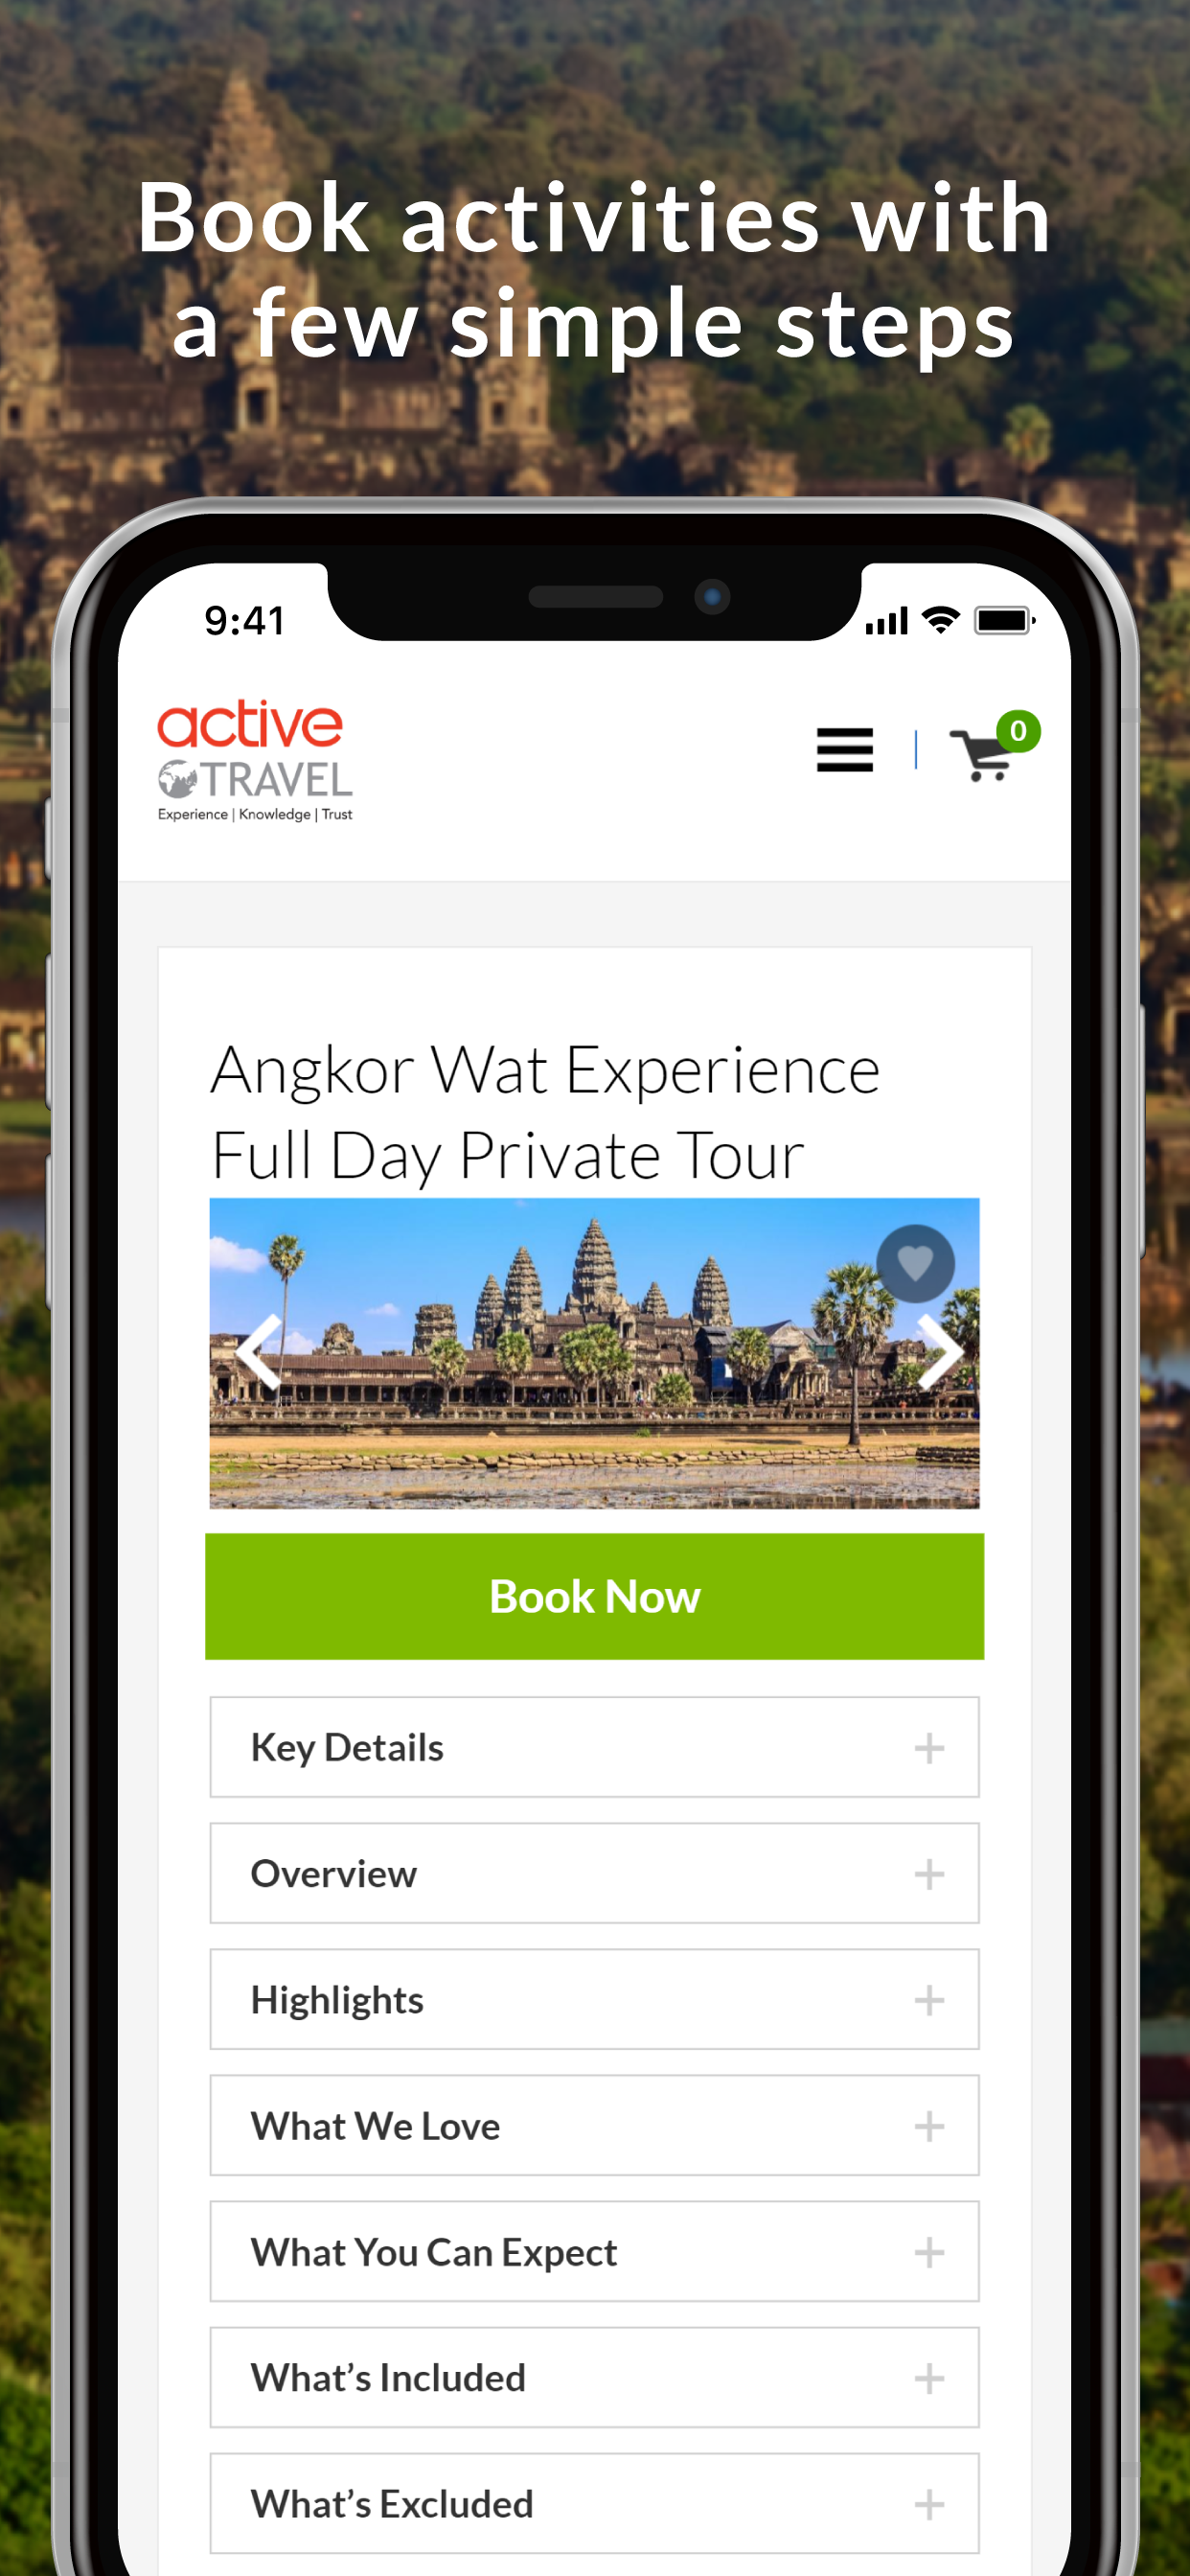 Book activities with
a few simple steps
9:41
active
TRAVEL
Experience | Knowledge | Trust
0
Angkor Wat Experience
Full Day Private Tour
Book Now
Key Details
Overview
Highlights
What We Love
What You Can Expect
What’s Included
What’s Excluded